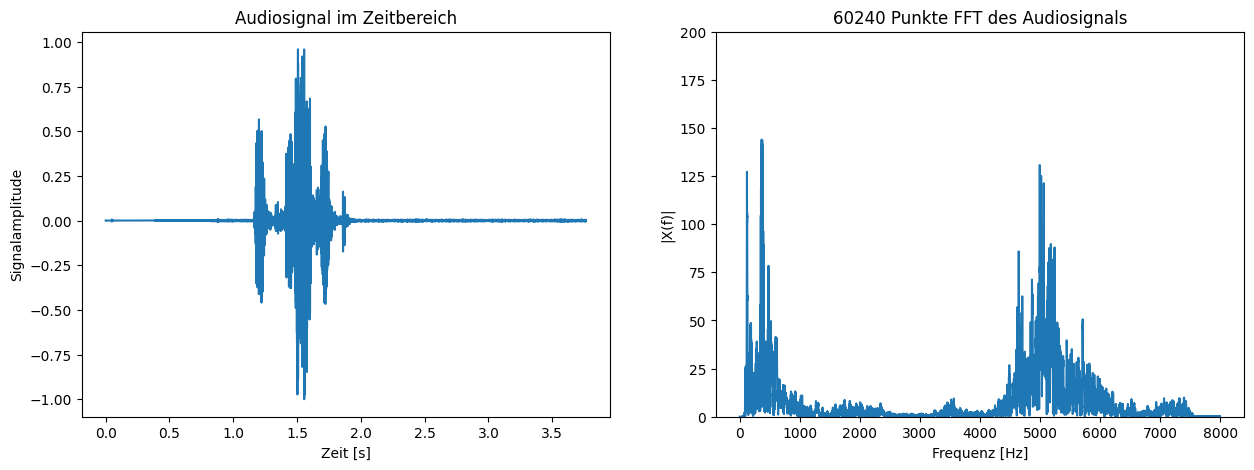 Audiosignal im Zeitbereich
1.00
0.75
0.50
0.25
0.00
−0.25
−0.50
−0.75
−1.00
Signalamplitude
0.0 0.5 1.0 1.5 2.0 2.5 3.0 3.5
Zeit [s]
60240 Punkte FFT des Audiosignals
200
175
150
125
100
75
50
25
0
|X(f)|
0 1000 2000 3000 4000 5000 6000 7000 8000
Frequenz [Hz]